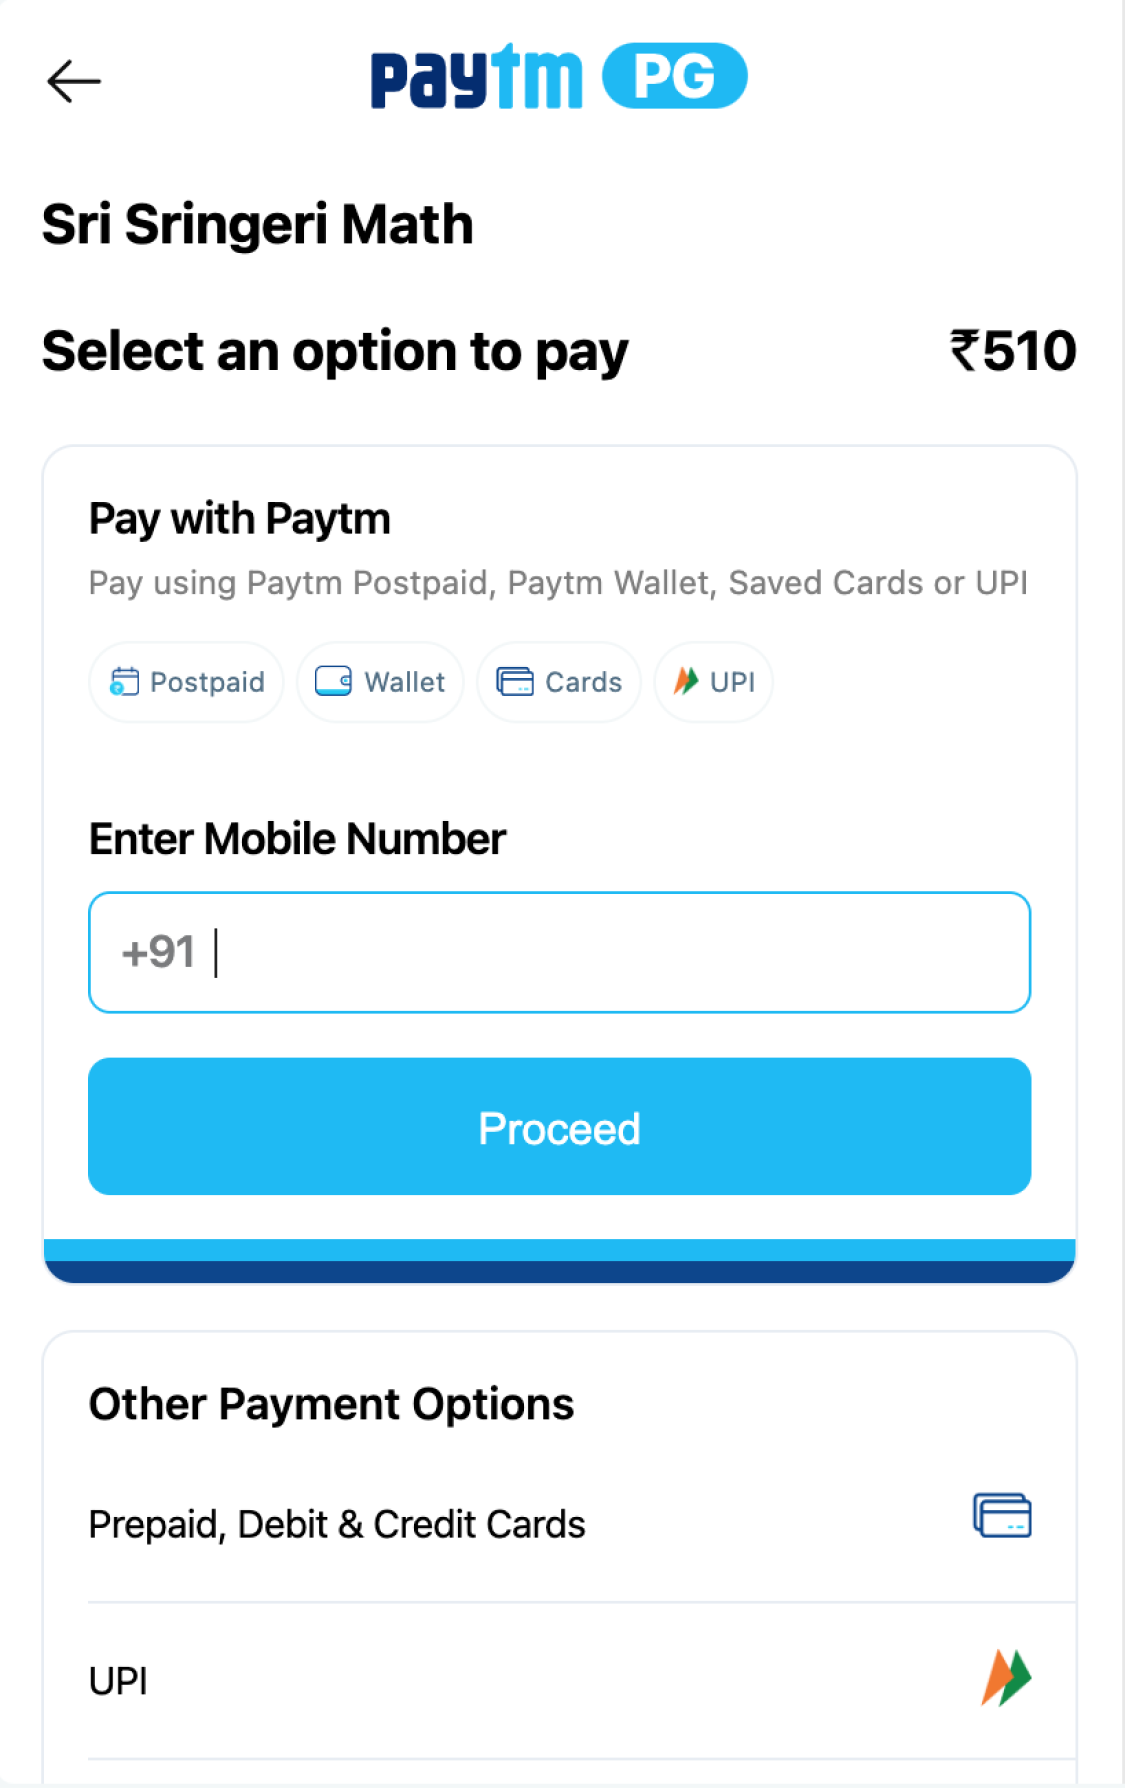 paytm PG
Sri Sringeri Math
Select an option to pay ₹510
Pay with Paytm
Pay using Paytm Postpaid, Paytm Wallet, Saved Cards or UPI
Postpaid Wallet Cards UPI
Enter Mobile Number
+91
Proceed
Other Payment Options
Prepaid, Debit & Credit Cards
UPI